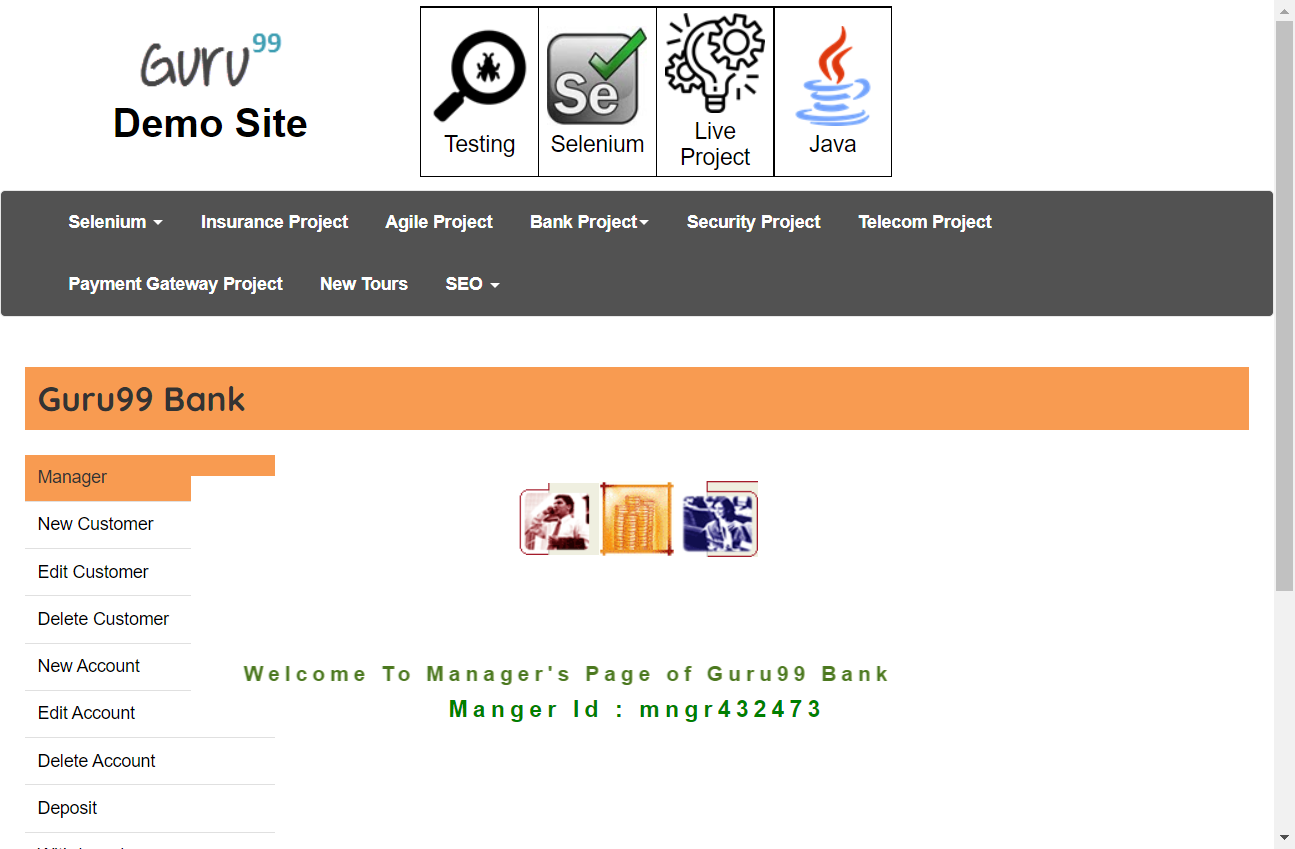 Guru99
Demo Site
Testing
Se
Selenium
Live
Project
Java
Selenium
Insurance Project
Agile Project
Bank Project
Security Project
Telecom Project
Payment Gateway Project
New Tours
SEO
Guru99 Bank
Manager
New Customer
Edit Customer
Delete Customer
New Account
Edit Account
Delete Account
Deposit
Welcome To Manager's Page of Guru99 Bank
Manger Id : mngr432473